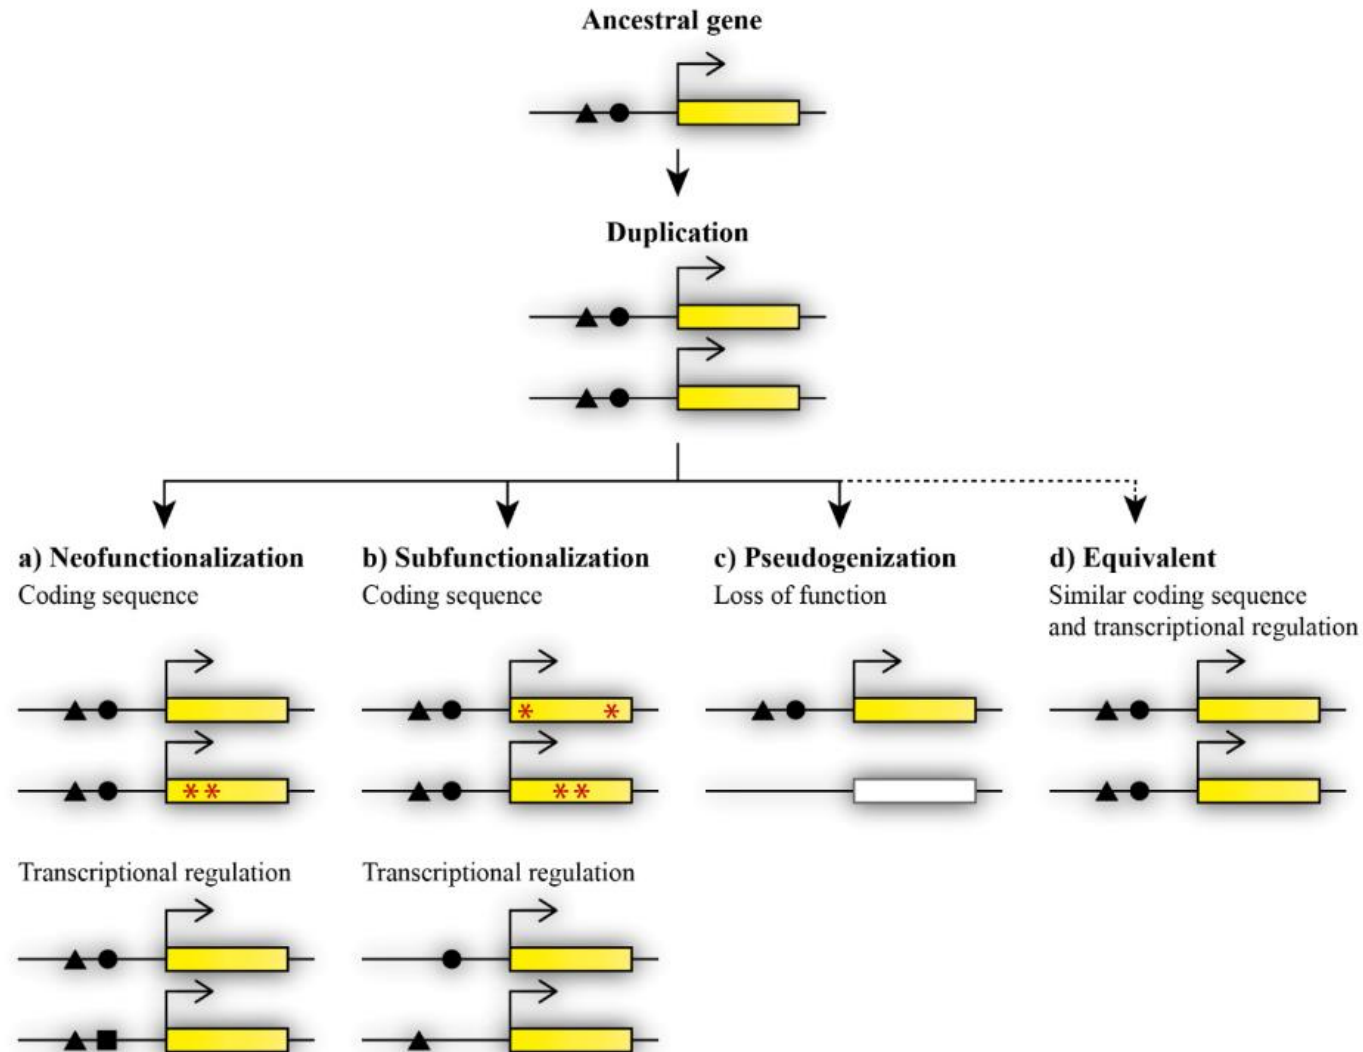 Ancestral gene
Duplication
a) Neofunctionalization
Coding sequence
Transcriptional regulation
b) Subfunctionalization
Coding sequence
Transcriptional regulation
c) Pseudogenization
Loss of function
d) Equivalent
Similar coding sequence
and transcriptional regulation